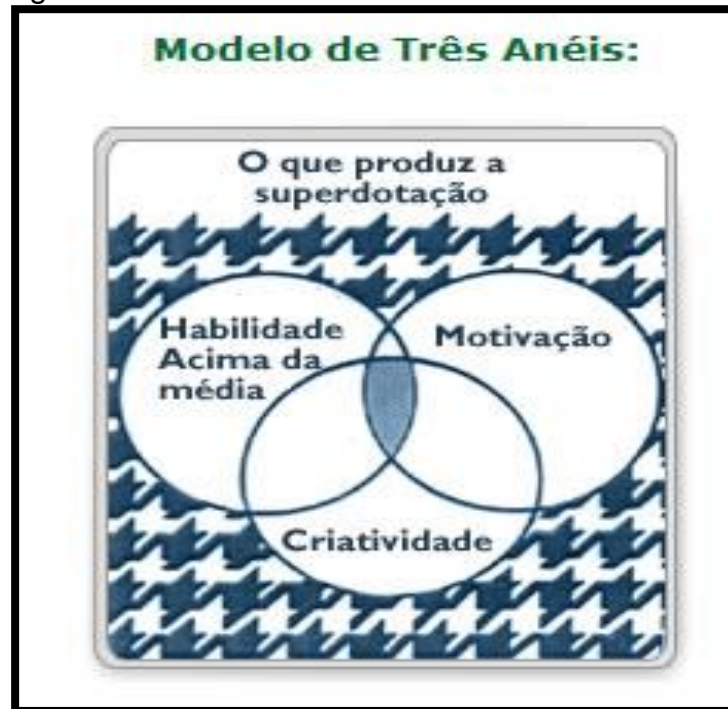 Modelo de Três Anéis:
O que produz a
superdotação
Habilidade
Acima da
média
Motivação
Criatividade